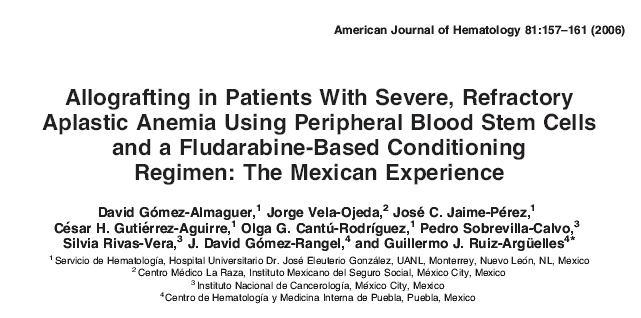 American Journal of Hematology 81:157–161 (2006)
Allografting in Patients With Severe, Refractory
Aplastic Anemia Using Peripheral Blood Stem Cells
and a Fludarabine-Based Conditioning
Regimen: The Mexican Experience
David Gómez-Almaguer,¹ Jorge Vela-Ojeda,² José C. Jaime-Pérez,¹
César H. Gutiérrez-Aguirre,¹ Olga G. Cantú-Rodríguez,¹ Pedro Sobrevilla-Calvo,³
Silvia Rivas-Vera,³ J. David Gómez-Rangel,⁴ and Guillermo J. Ruiz-Argüelles⁴*
¹Servicio de Hematología, Hospital Universitario Dr. José Eleuterio González, UANL, Monterrey, Nuevo León, NL, Mexico
²Centro Médico La Raza, Instituto Mexicano del Seguro Social, México City, Mexico
³Instituto Nacional de Cancerología, México City, Mexico
⁴Centro de Hematología y Medicina Interna de Puebla, Puebla, Mexico